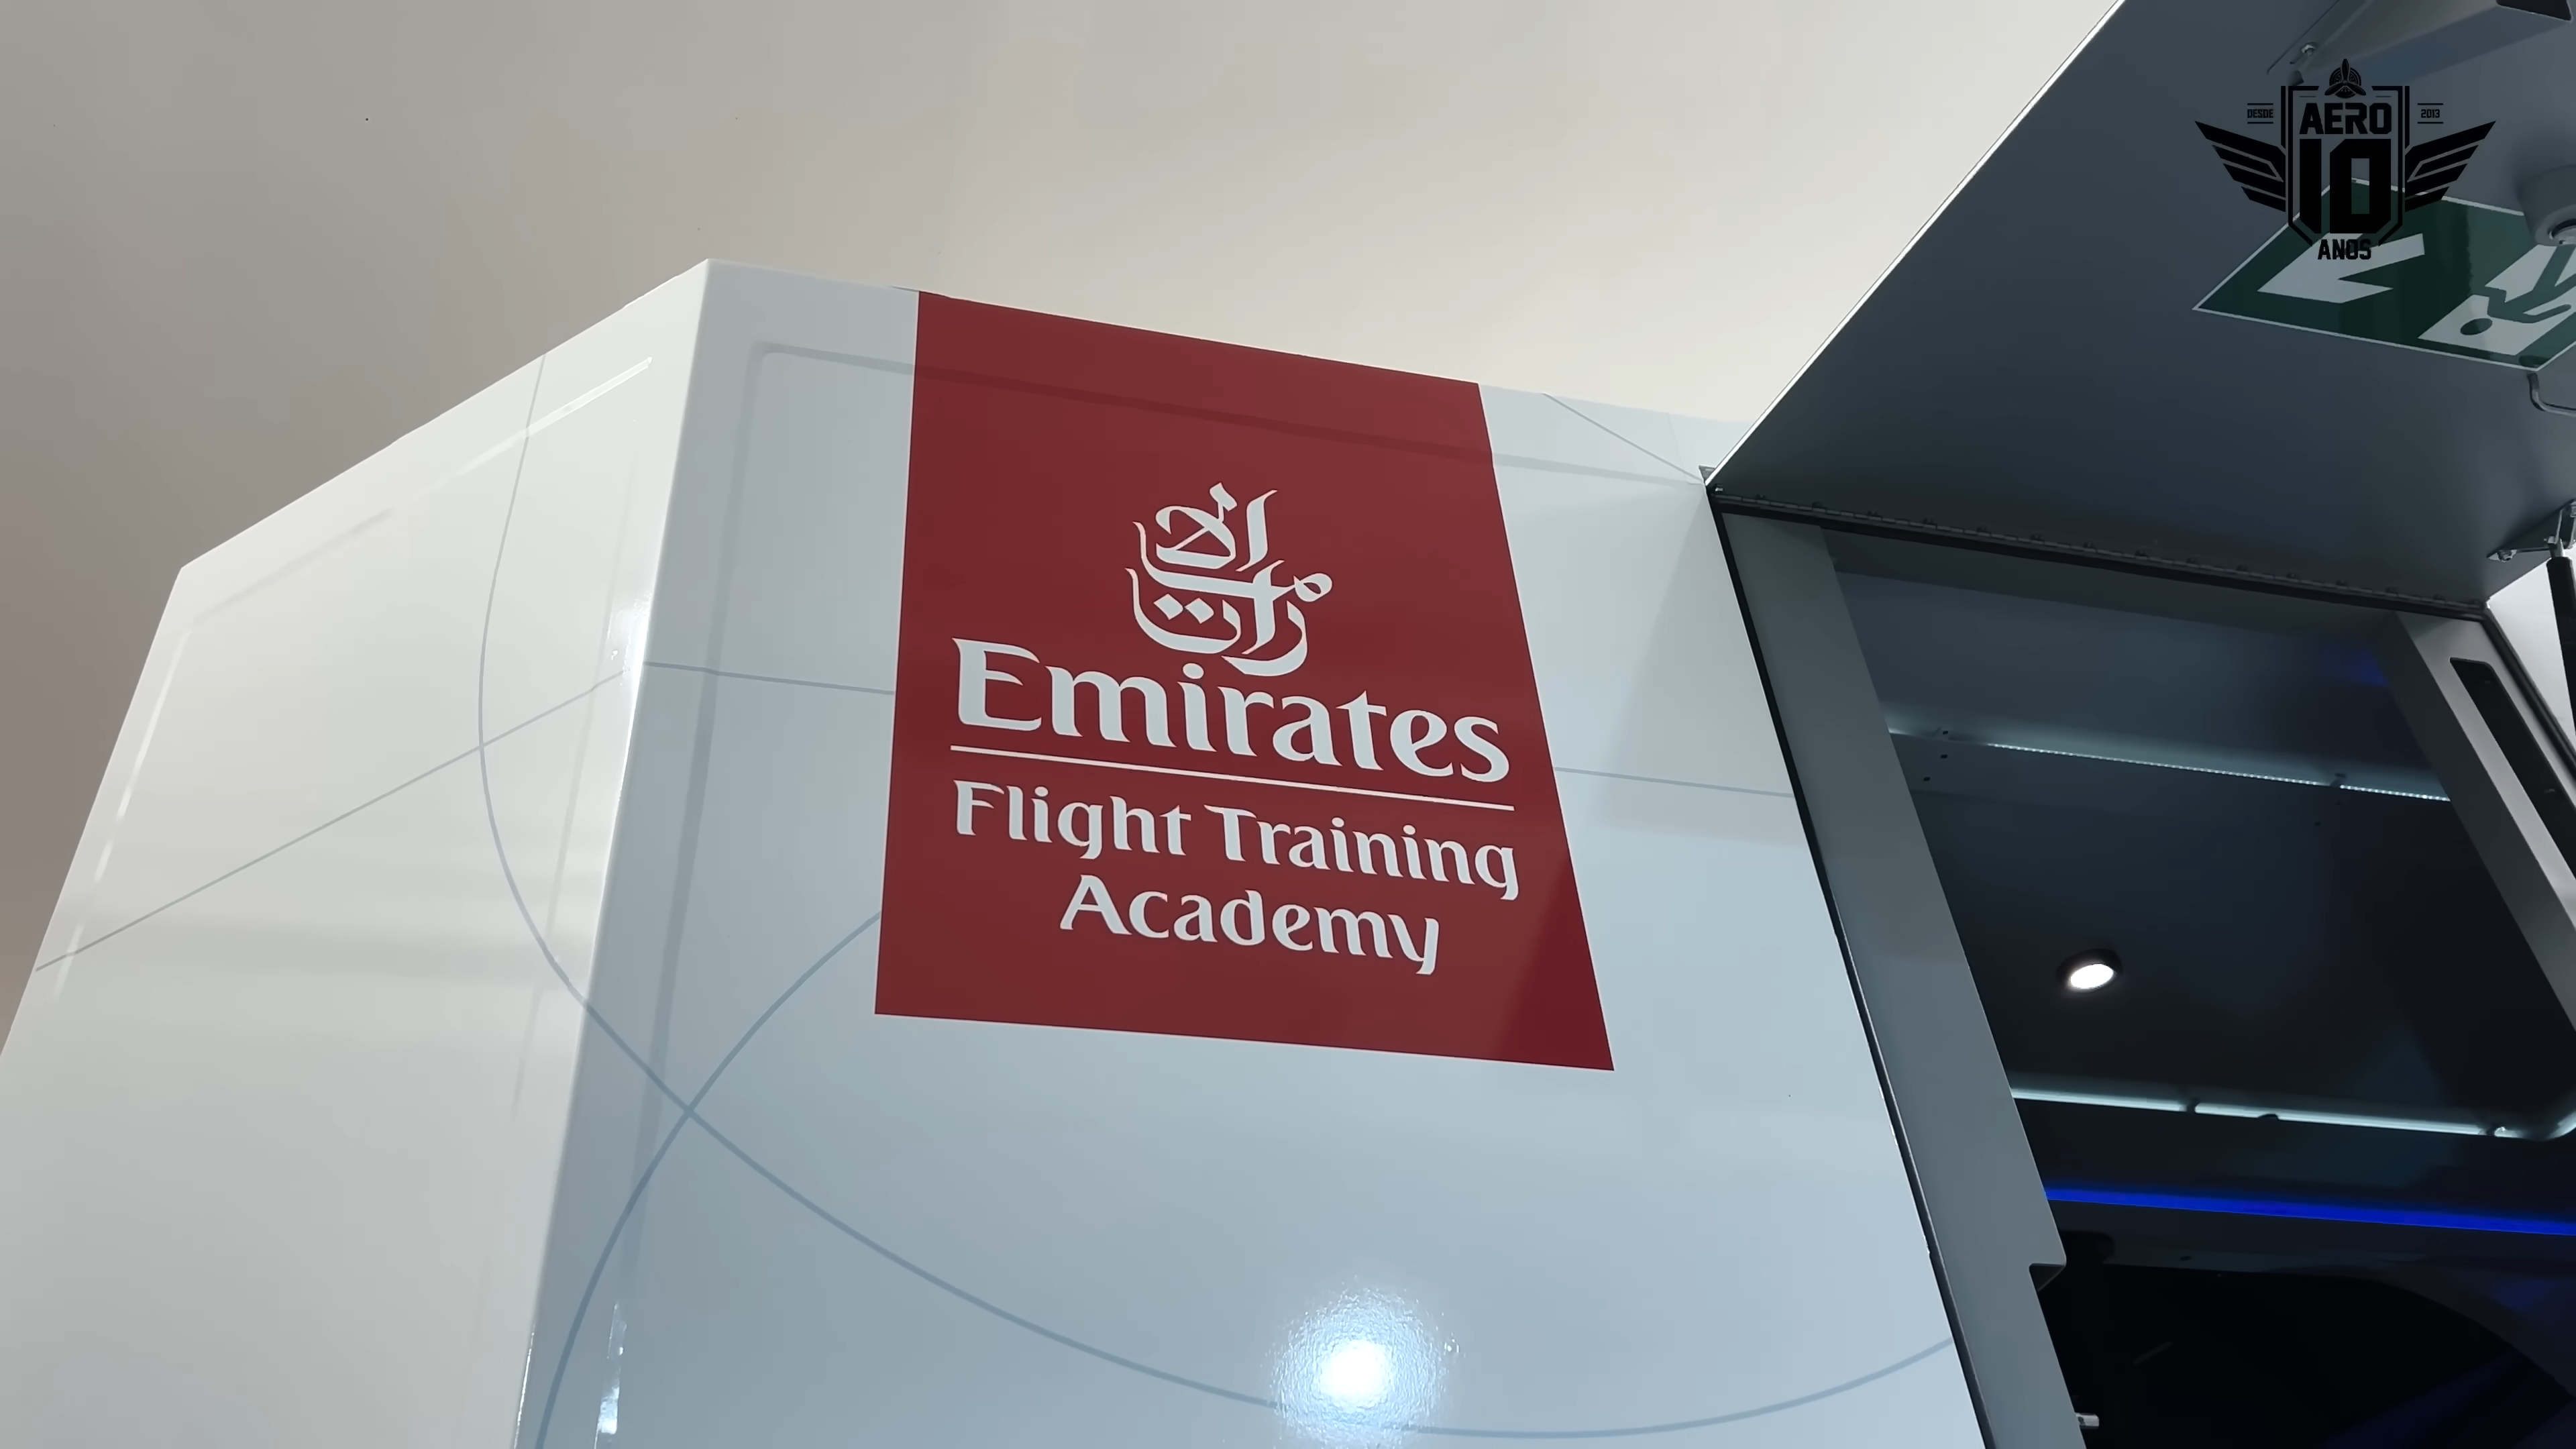 DESDE AERO 2013
10
ANOS
الإمارات
Emirates
Flight Training
Academy